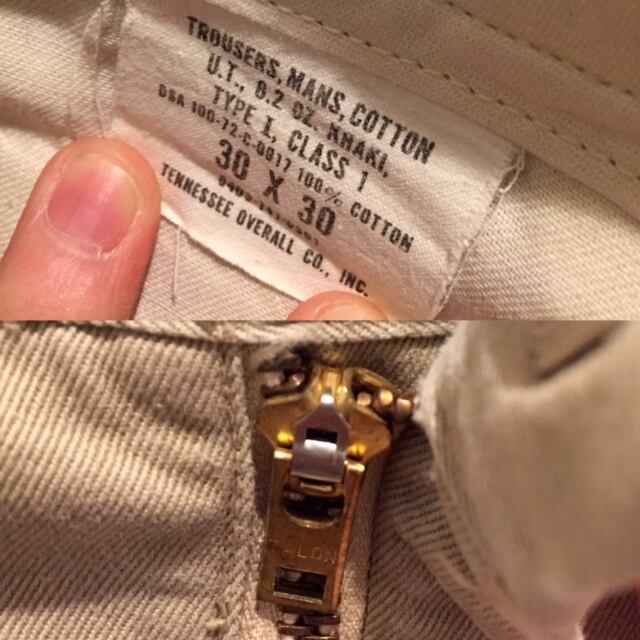 TROUSERS, MANS, COTTON
U.T., 8.2 OZ. KHAKI,
TYPE I, CLASS 1
DSA 100-72-C-0017 100% COTTON
30 X 30
TENNESSEE OVERALL CO., INC.
TALON